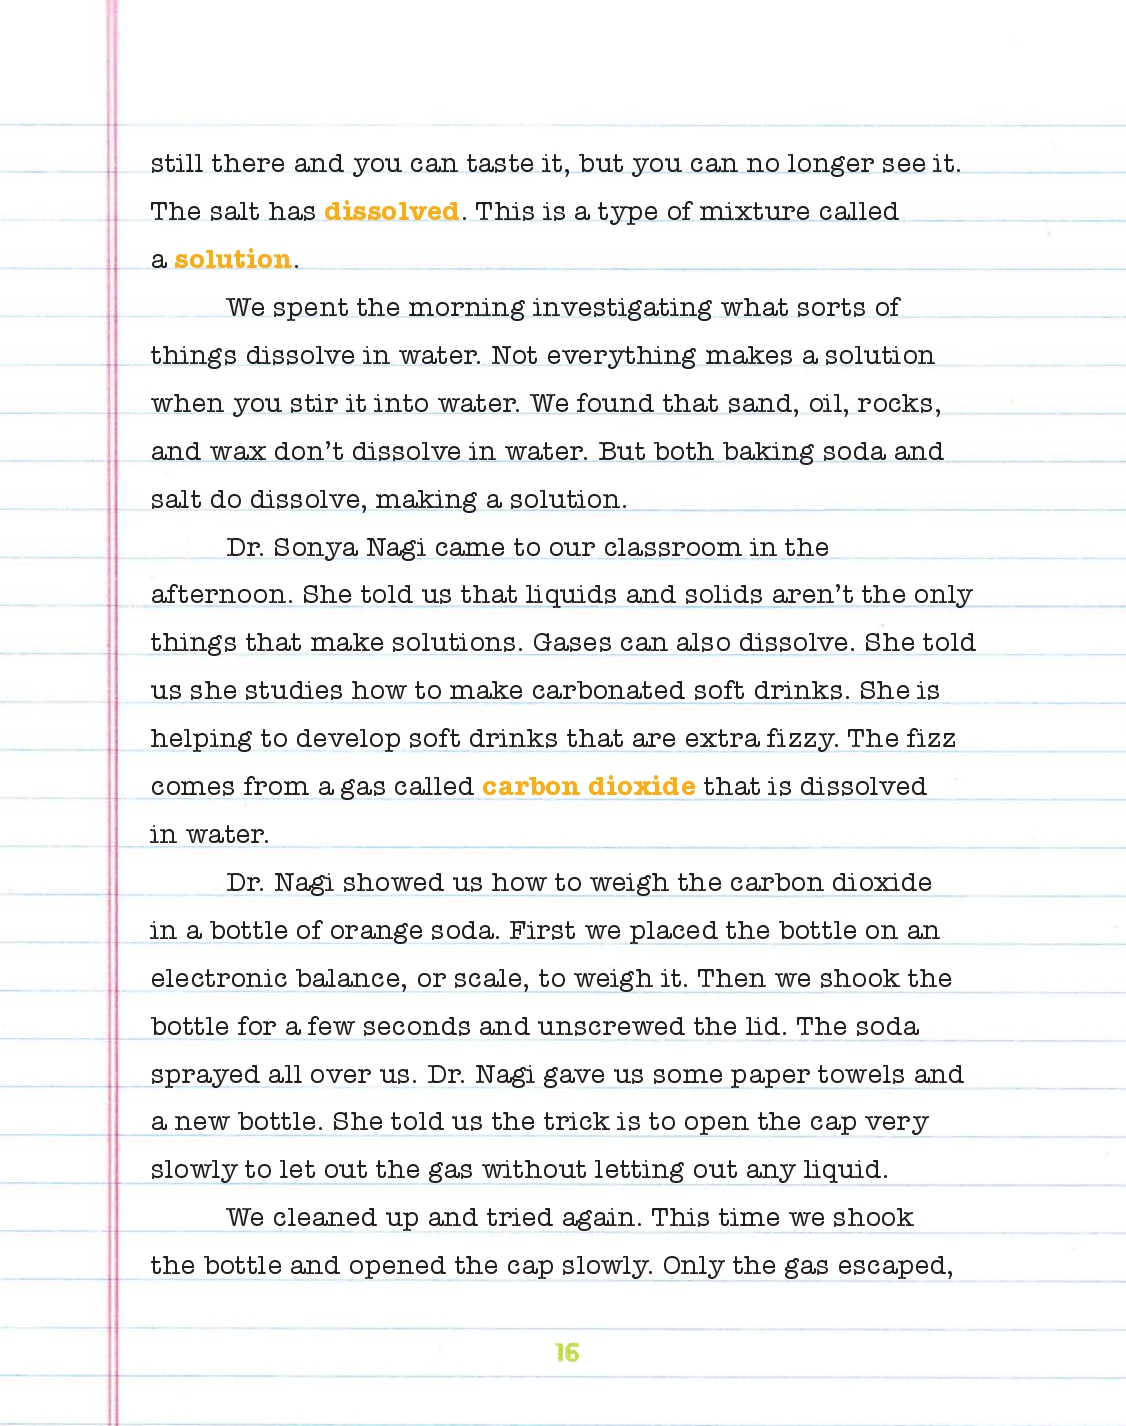 still there and you can taste it, but you can no longer see it.
The salt has dissolved. This is a type of mixture called
a solution.
We spent the morning investigating what sorts of
things dissolve in water. Not everything makes a solution
when you stir it into water. We found that sand, oil, rocks,
and wax don't dissolve in water. But both baking soda and
salt do dissolve, making a solution.
Dr. Sonya Nagi came to our classroom in the
afternoon. She told us that liquids and solids aren't the only
things that make solutions. Gases can also dissolve. She told
us she studies how to make carbonated soft drinks. She is
helping to develop soft drinks that are extra fizzy. The fizz
comes from a gas called carbon dioxide that is dissolved
in water.
Dr. Nagi showed us how to weigh the carbon dioxide
in a bottle of orange soda. First we placed the bottle on an
electronic balance, or scale, to weigh it. Then we shook the
bottle for a few seconds and unscrewed the lid. The soda
sprayed all over us. Dr. Nagi gave us some paper towels and
a new bottle. She told us the trick is to open the cap very
slowly to let out the gas without letting out any liquid.
We cleaned up and tried again. This time we shook
the bottle and opened the cap slowly. Only the gas escaped,
16